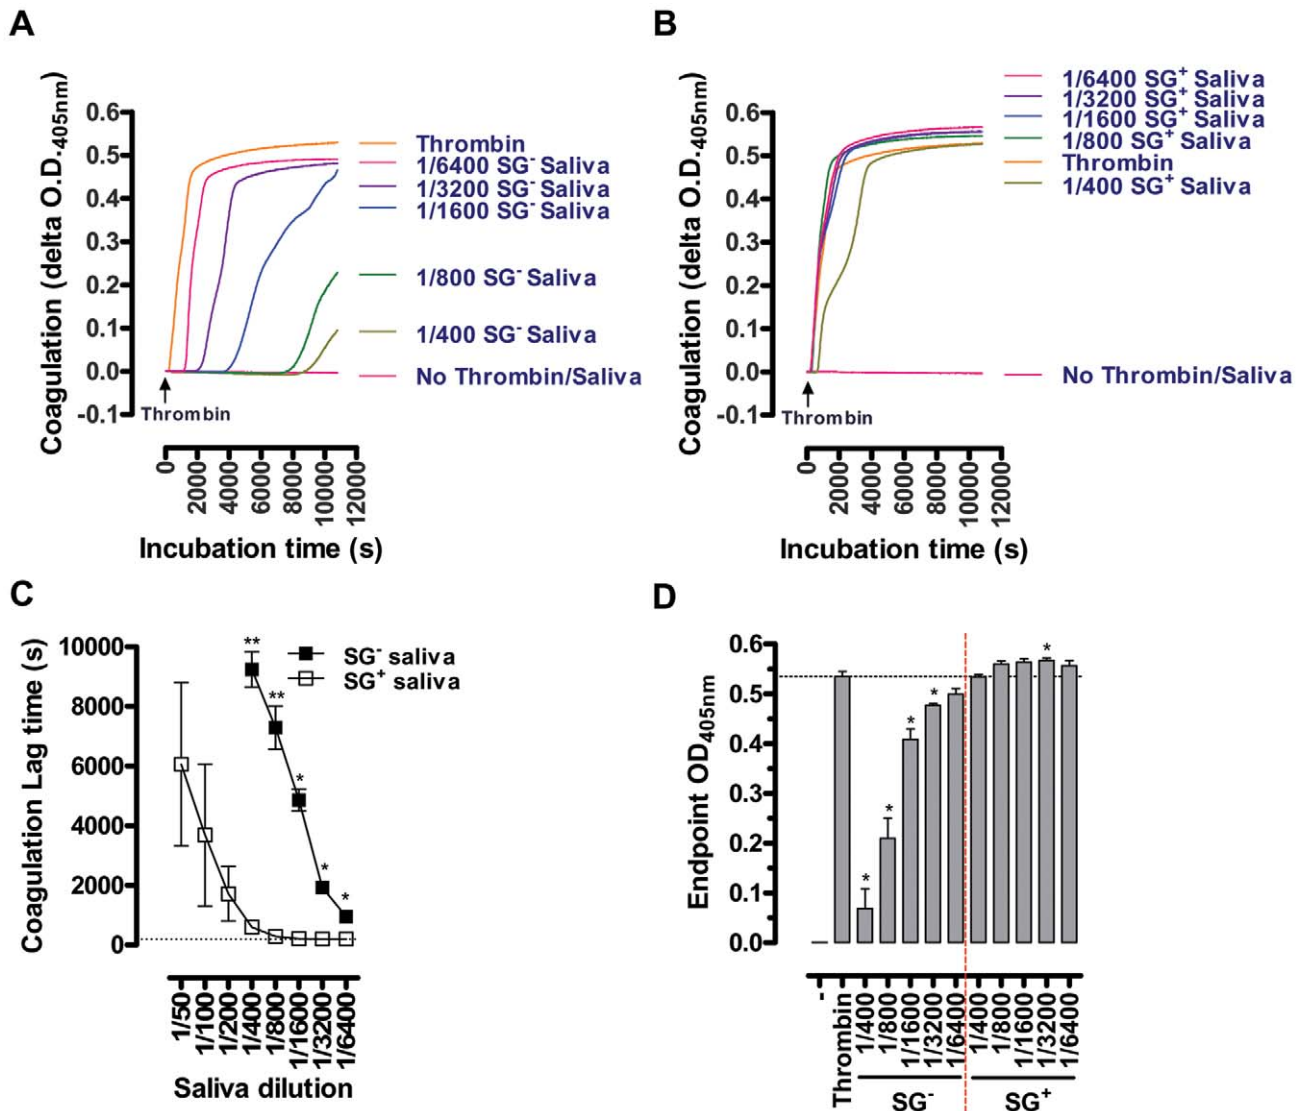 A
Coagulation (delta O.D.405nm)
0.6
0.5
0.4
0.3
0.2
0.1
0.0
-0.1
Thrombin
Thrombin
1/6400 SG- Saliva
1/3200 SG- Saliva
1/1600 SG- Saliva
1/800 SG- Saliva
1/400 SG- Saliva
No Thrombin/Saliva
0
2000
4000
6000
8000
10000
12000
Incubation time (s)
B
Coagulation (delta O.D.405nm)
0.6
0.5
0.4
0.3
0.2
0.1
0.0
-0.1
Thrombin
1/6400 SG+ Saliva
1/3200 SG+ Saliva
1/1600 SG+ Saliva
1/800 SG+ Saliva
Thrombin
1/400 SG+ Saliva
No Thrombin/Saliva
0
2000
4000
6000
8000
10000
12000
Incubation time (s)
C
Coagulation Lag time (s)
10000
8000
6000
4000
2000
0
**
**
*
*
*
SG- saliva
SG+ saliva
1/50
1/100
1/200
1/400
1/800
1/1600
1/3200
1/6400
Saliva dilution
D
Endpoint OD405nm
0.6
0.5
0.4
0.3
0.2
0.1
0.0
*
*
*
*
*
-
Thrombin
1/400
1/800
1/1600
1/3200
1/6400
1/400
1/800
1/1600
1/3200
1/6400
SG-
SG+